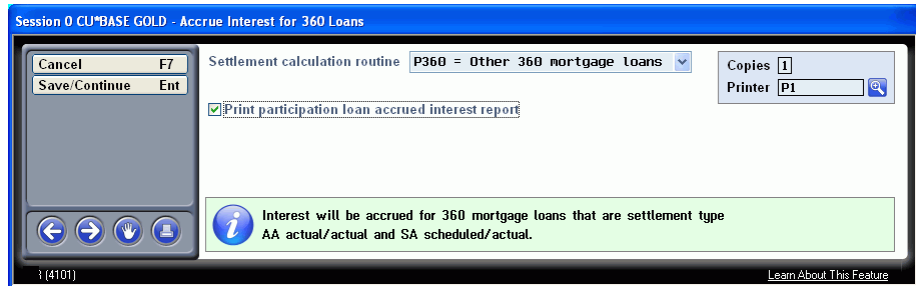 Session 0 CU*BASE GOLD - Accrue Interest for 360 Loans
Cancel F7
Save/Continue Ent
Settlement calculation routine P360 = Other 360 mortgage loans
Copies 1
Printer P1
Print participation loan accrued interest report
Interest will be accrued for 360 mortgage loans that are settlement type
AA actual/actual and SA scheduled/actual.
(4101)
Learn About This Feature